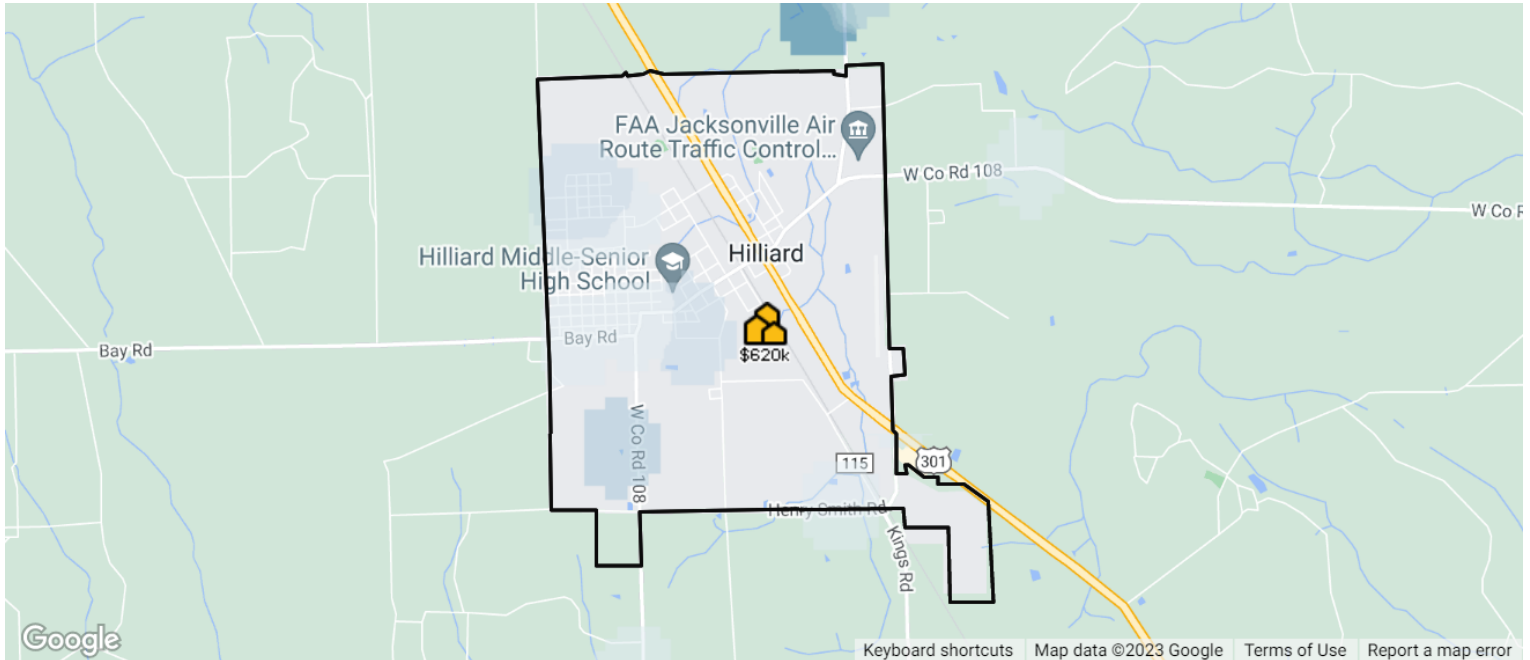 FAA Jacksonville Air
Route Traffic Control...
W Co Rd 108
W Co R
Hilliard
Hilliard Middle-Senior
High School
Bay Rd
Bay Rd
$620k
W Co Rd 108
115
301
Henry Smith Rd
Kings Rd
Google
Keyboard shortcuts
Map data ©2023 Google
Terms of Use
Report a map error